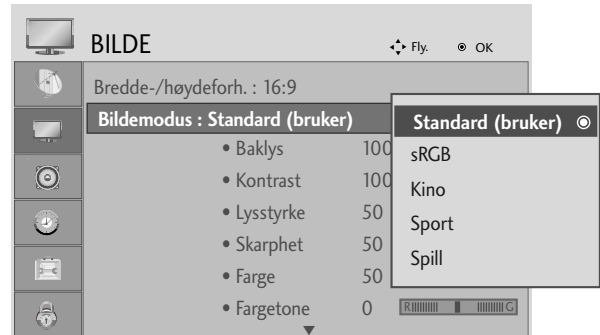 BILDE
Fly. OK
Bredde-/høydeforh. : 16:9
Bildemodus : Standard (bruker)
• Baklys 100
• Kontrast 100
• Lysstyrke 50
• Skarphet 50
• Farge 50
• Fargetone 0
R G
Standard (bruker)
sRGB
Kino
Sport
Spill